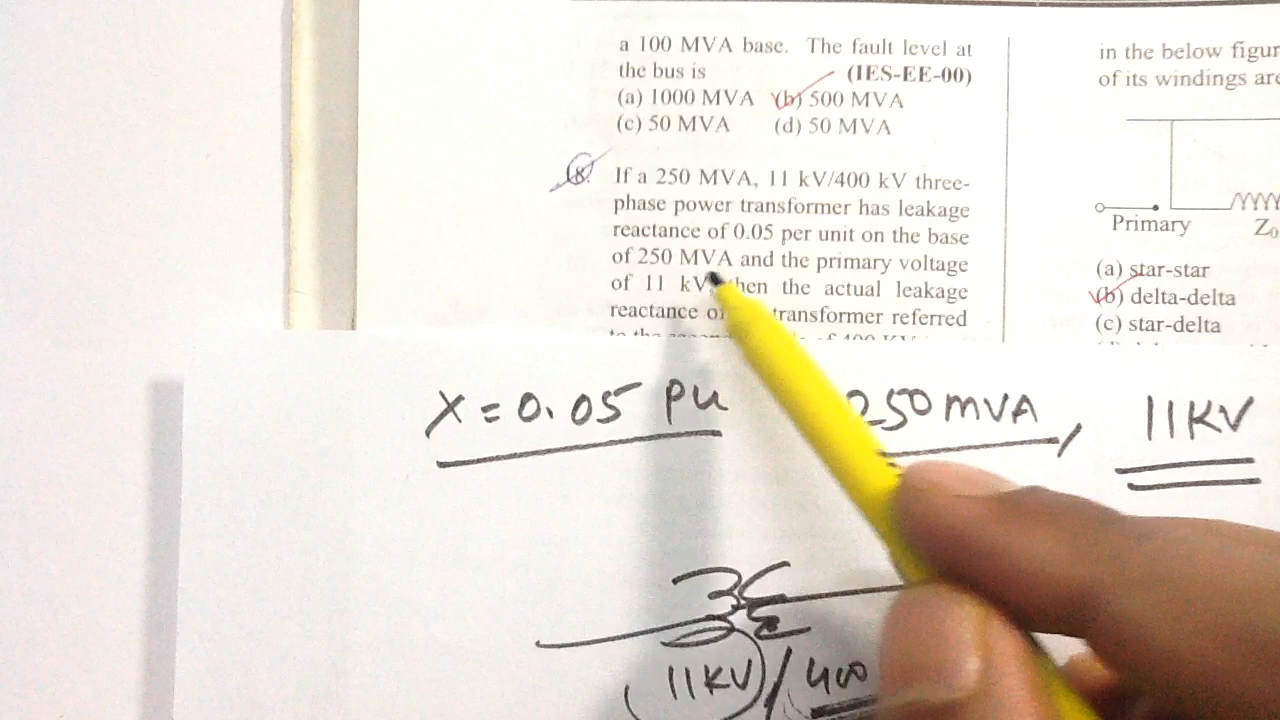 a 100 MVA base. The fault level at
the bus is (IES-EE-00)
(a) 1000 MVA (b) 500 MVA
(c) 50 MVA (d) 50 MVA
8. If a 250 MVA, 11 kV/400 kV three-
phase power transformer has leakage
reactance of 0.05 per unit on the base
of 250 MVA and the primary voltage
of 11 kV, then the actual leakage
reactance of transformer referred
in the below figur
of its windings are
Primary Z0
(a) star-star
(b) delta-delta
(c) star-delta
X = 0.05 PU 250 MVA, 11KV
(11KV)/400